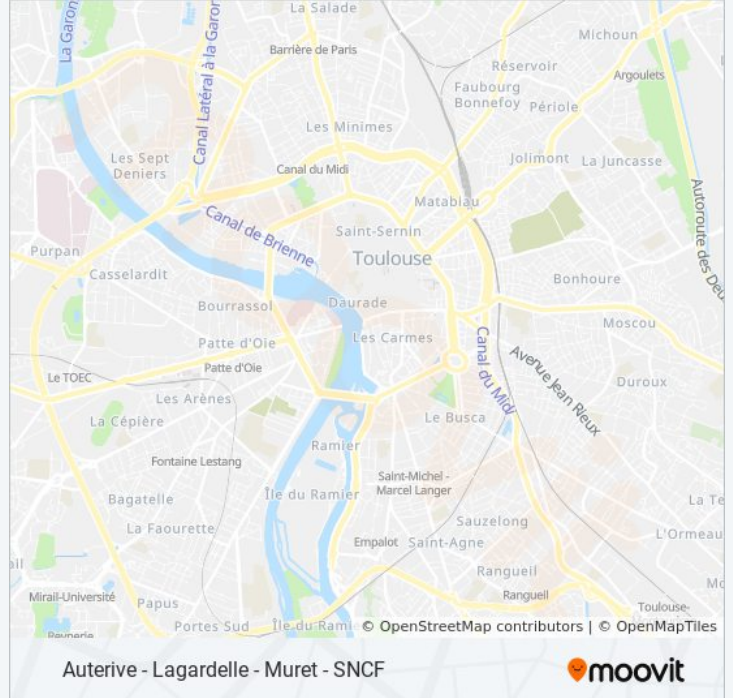 La Salade
La Garon
Canal Latéral à la Garon
Michoun
Barrière de Paris
Réservoir
Argoulets
Faubourg
Bonnefoy
Périole
Les Minimes
Les Sept
Deniers
Canal du Midi
Jolimont
La Juncasse
Autoroute des Deu
Matabiau
Canal de Brienne
Saint-Sernin
Purpan
Toulouse
Casselardit
Bonhoure
Bourrassol
Daurade
Moscou
Patte d'Oie
Les Carmes
Canal du Midi
Avenue Jean Rieux
Patte d'Oie
Le TOEC
Duroux
Les Arènes
La Cépière
Le Busca
Ramier
Fontaine Lestang
Saint-Michel -
Marcel Langer
Bagatelle
Île du Ramier
La Te
La Faourette
Sauzelong
L'Ormeau
Empalot
Saint-Agne
Rangueil
Mirail-Université
Papus
Rangueil
Toulouse-
Portes Sud
Île du Ramie
© OpenStreetMap contributors | © OpenMapTiles
Auterive - Lagardelle - Muret - SNCF
moovit